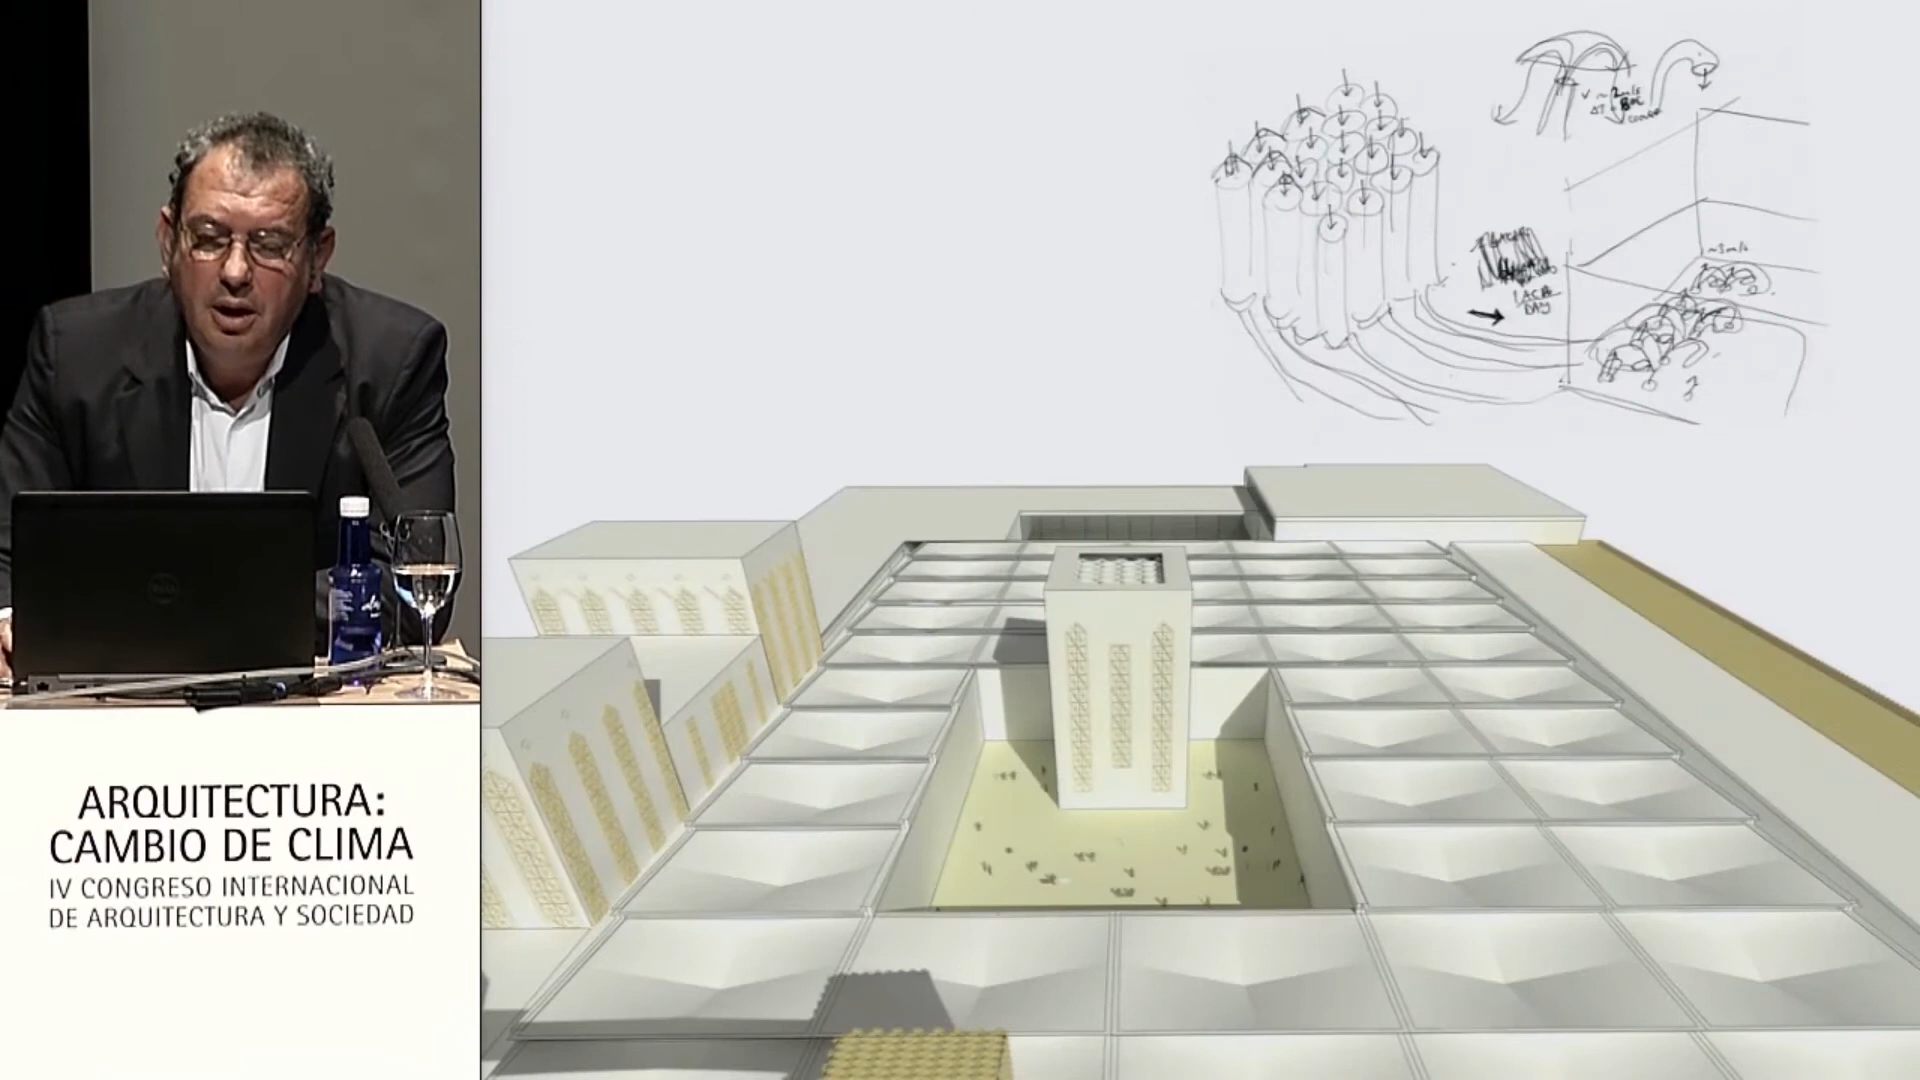 ARQUITECTURA:
CAMBIO DE CLIMA
IV CONGRESO INTERNACIONAL
DE ARQUITECTURA Y SOCIEDAD